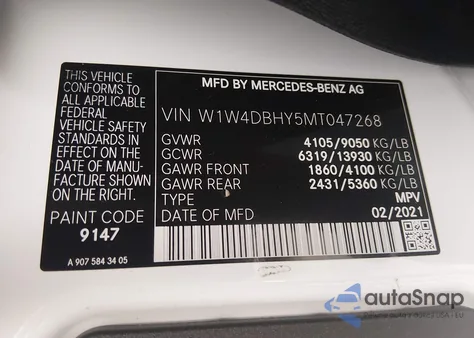 THIS VEHICLE
CONFORMS TO ALL
APPLICABLE
FEDERAL
VEHICLE SAFETY
STANDARDS IN
EFFECT ON THE
DATE OF MANU-
FACTURE SHOWN.
PAINT CODE
9147
A 907 584 34 05
MFD BY MERCEDES-BENZ AG
VIN W1W4DBHY5MT047268
GVWR 4105/9050 KG/LB
GCWR 6319/13930 KG/LB
GAWR FRONT 1860/4100 KG/LB
GAWR REAR 2431/5360 KG/LB
TYPE MPV
DATE OF MFD 02/2021
autoSnap